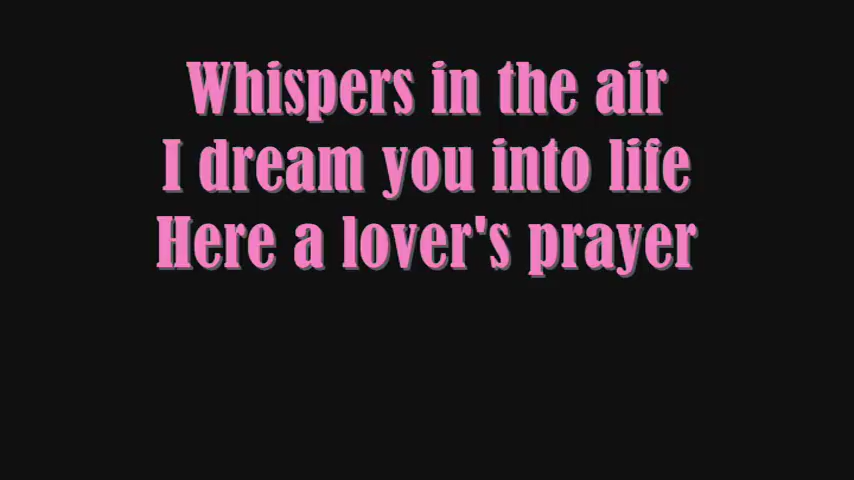 Whispers in the air
I dream you into life
Here a lover's prayer